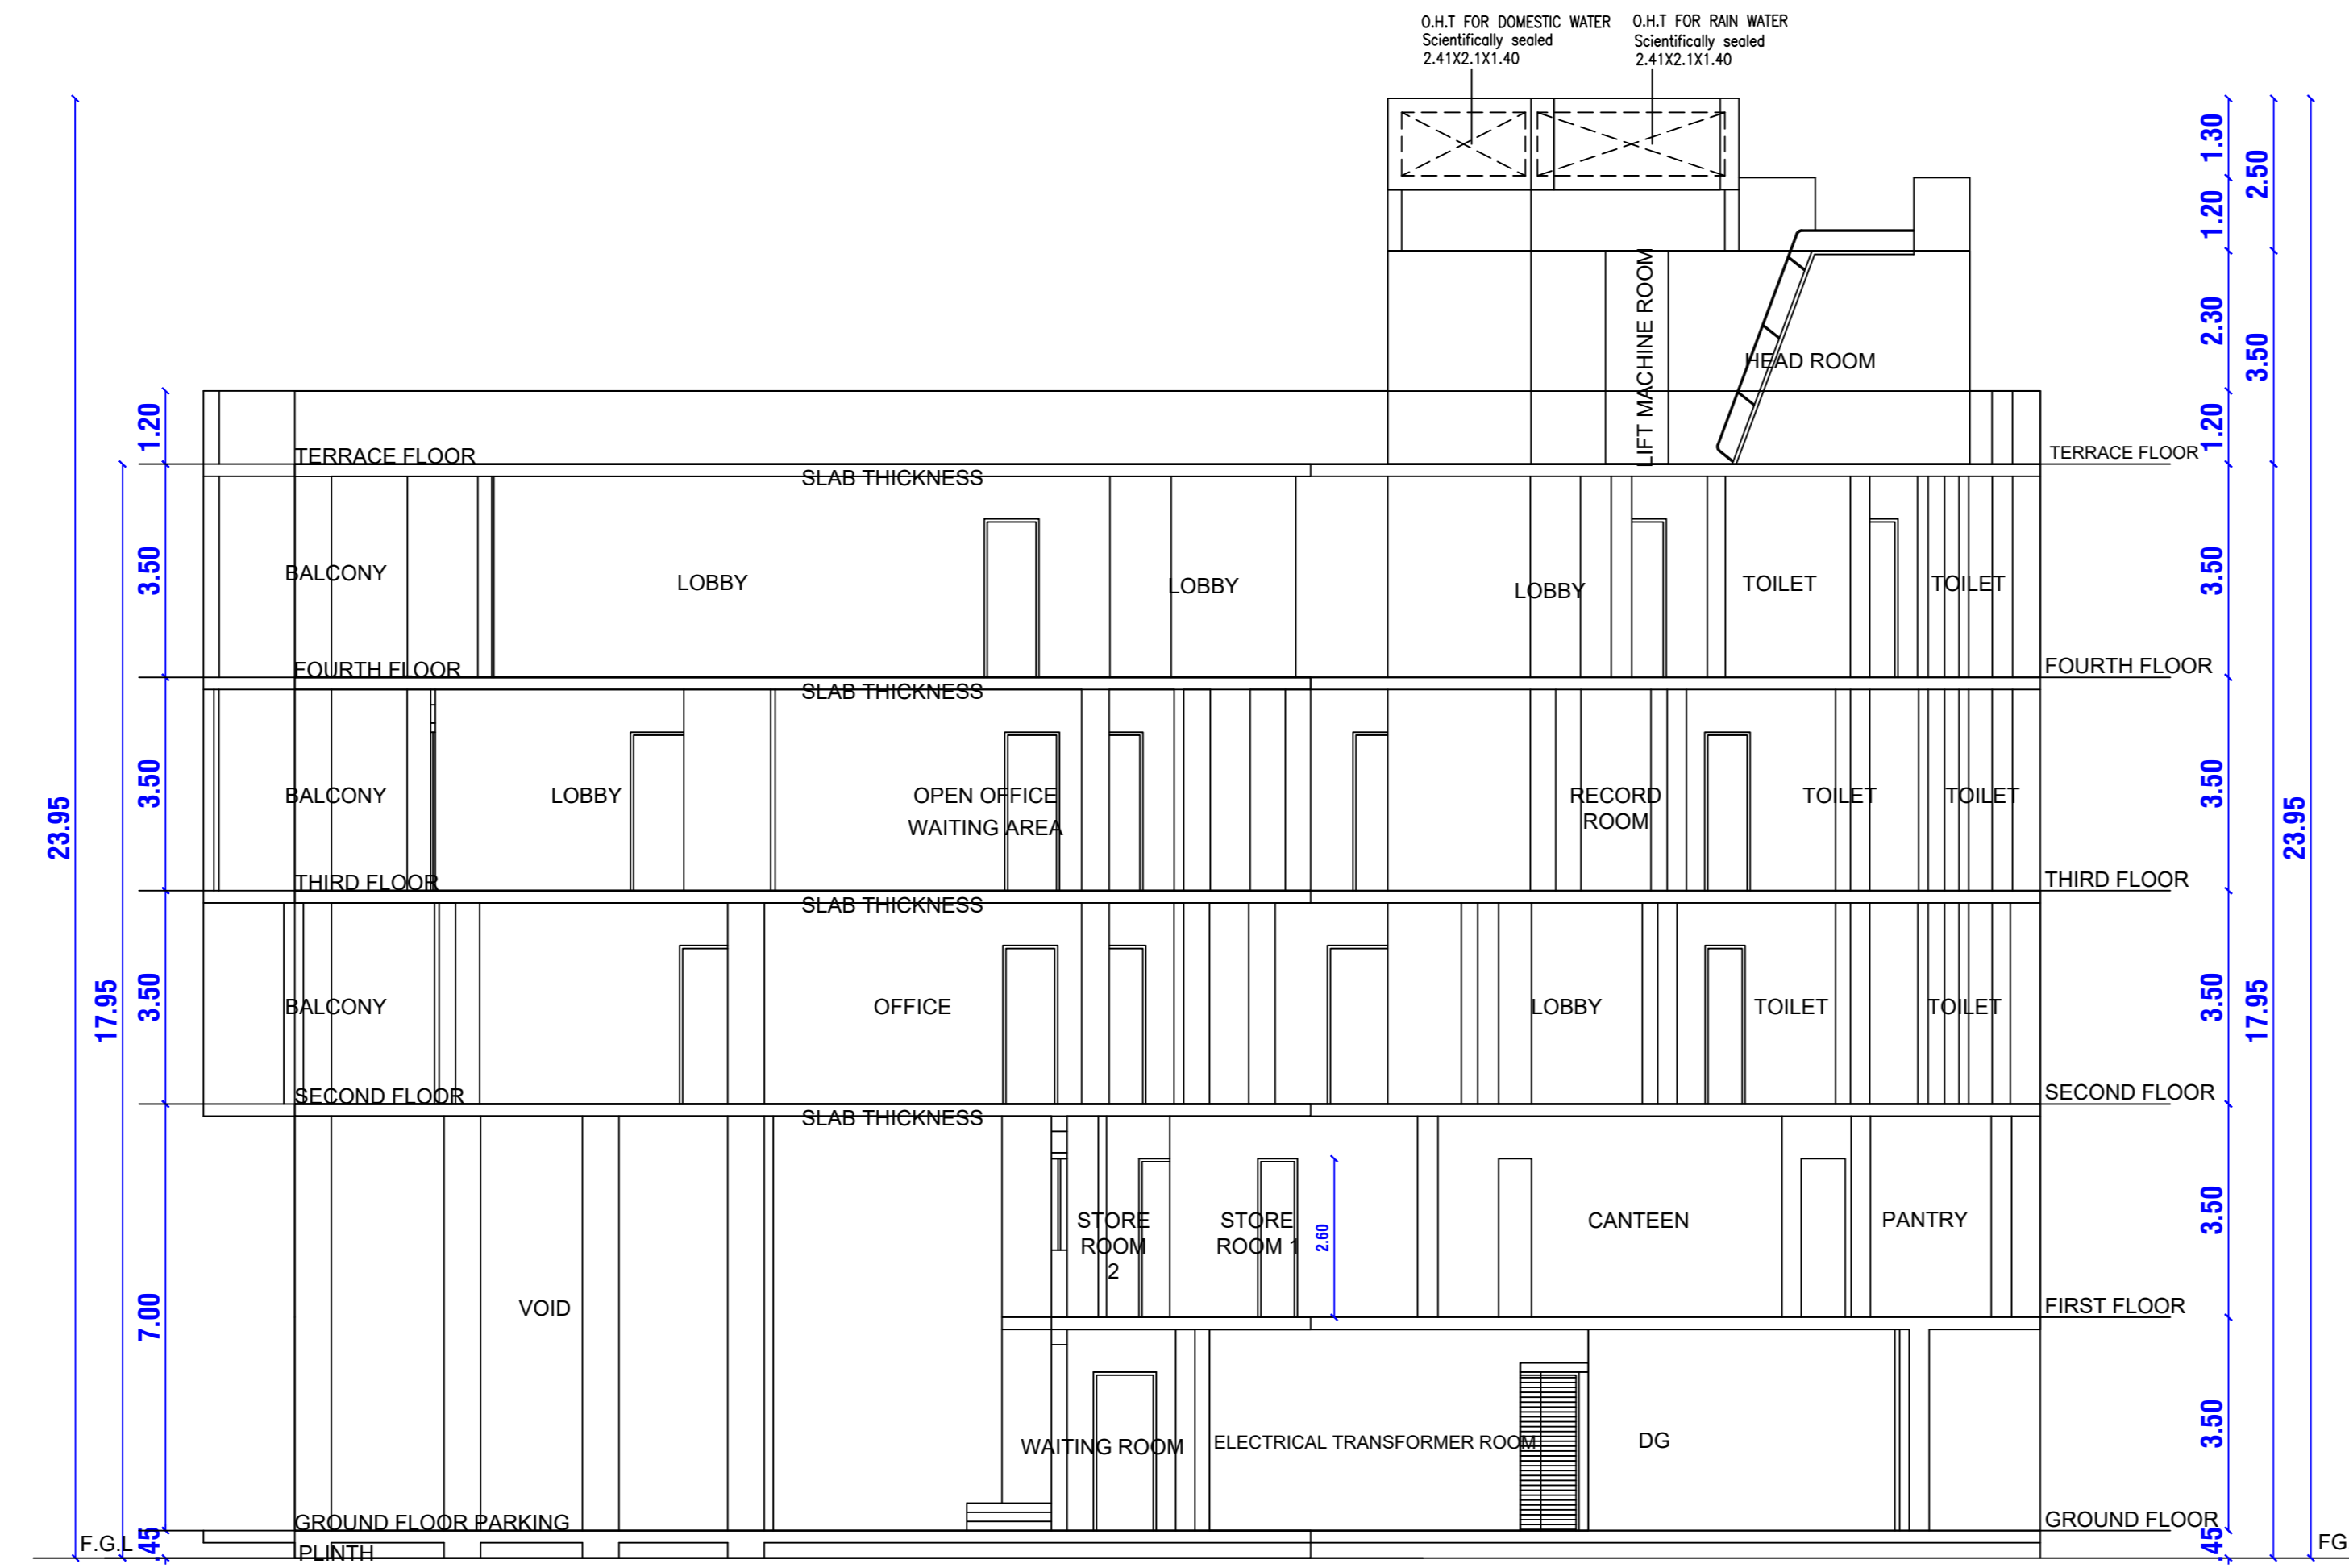 O.H.T FOR DOMESTIC WATER
Scientifically sealed
2.41X2.1X1.40
O.H.T FOR RAIN WATER
Scientifically sealed
2.41X2.1X1.40
1.30
2.50
1.20
LIFT MACHINE ROOM
2.30
HEAD ROOM
3.50
1.20
1.20
TERRACE FLOOR
TERRACE FLOOR
SLAB THICKNESS
3.50
BALCONY
LOBBY
LOBBY
LOBBY
TOILET
TOILET
3.50
FOURTH FLOOR
FOURTH FLOOR
SLAB THICKNESS
3.50
BALCONY
LOBBY
OPEN OFFICE
WAITING AREA
RECORD
ROOM
TOILET
TOILET
3.50
23.95
23.95
THIRD FLOOR
THIRD FLOOR
SLAB THICKNESS
17.95
3.50
BALCONY
OFFICE
LOBBY
TOILET
TOILET
3.50
17.95
SECOND FLOOR
SECOND FLOOR
SLAB THICKNESS
STORE
ROOM
2
STORE
ROOM 1
2.60
CANTEEN
PANTRY
3.50
7.00
VOID
FIRST FLOOR
WAITING ROOM
ELECTRICAL TRANSFORMER ROOM
DG
3.50
GROUND FLOOR PARKING
GROUND FLOOR
F.G.L
45
PLINTH
45
FG